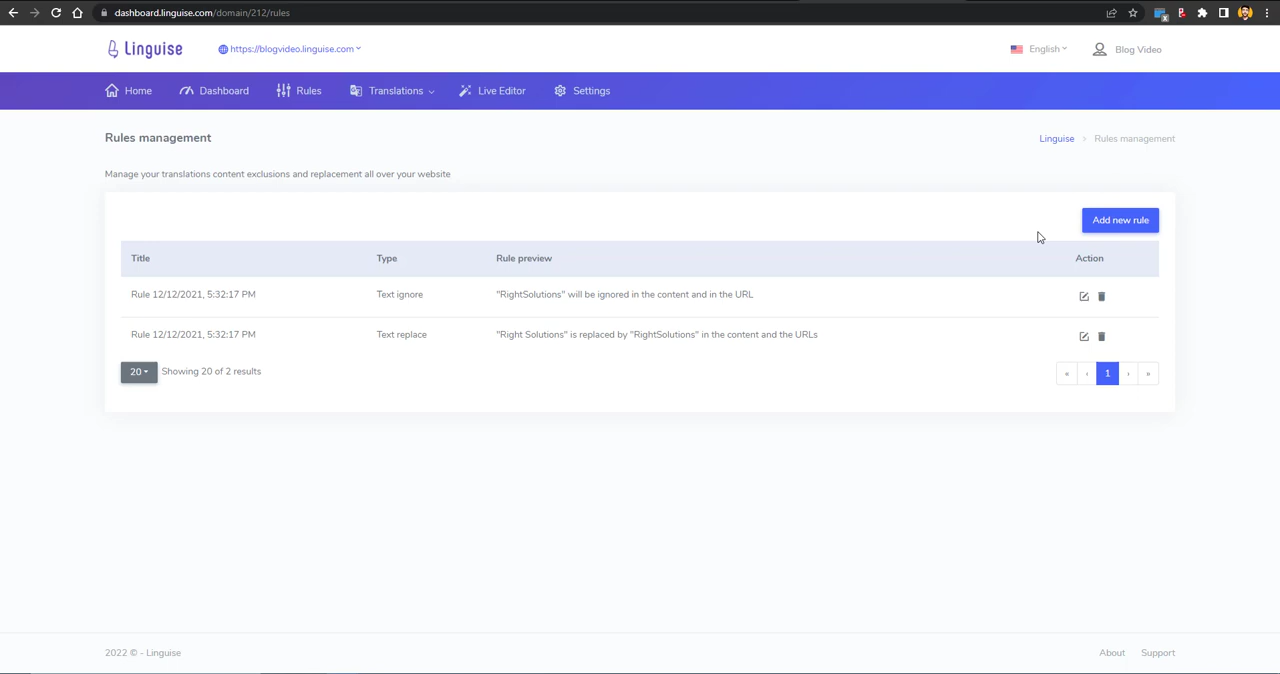 dashboard.linguise.com/domain/212/rules
Linguise
https://blogvideo.linguise.com
English
Blog Video
Home
Dashboard
Rules
Translations
Live Editor
Settings
Rules management
Linguise > Rules management
Manage your translations content exclusions and replacement all over your website
Add new rule
Title Type Rule preview Action
Rule 12/12/2021, 5:32:17 PM Text ignore "RightSolutions" will be ignored in the content and in the URL
Rule 12/12/2021, 5:32:17 PM Text replace "Right Solutions" is replaced by "RightSolutions" in the content and the URLs
20 Showing 20 of 2 results « ‹ 1 › »
2022 © - Linguise About Support